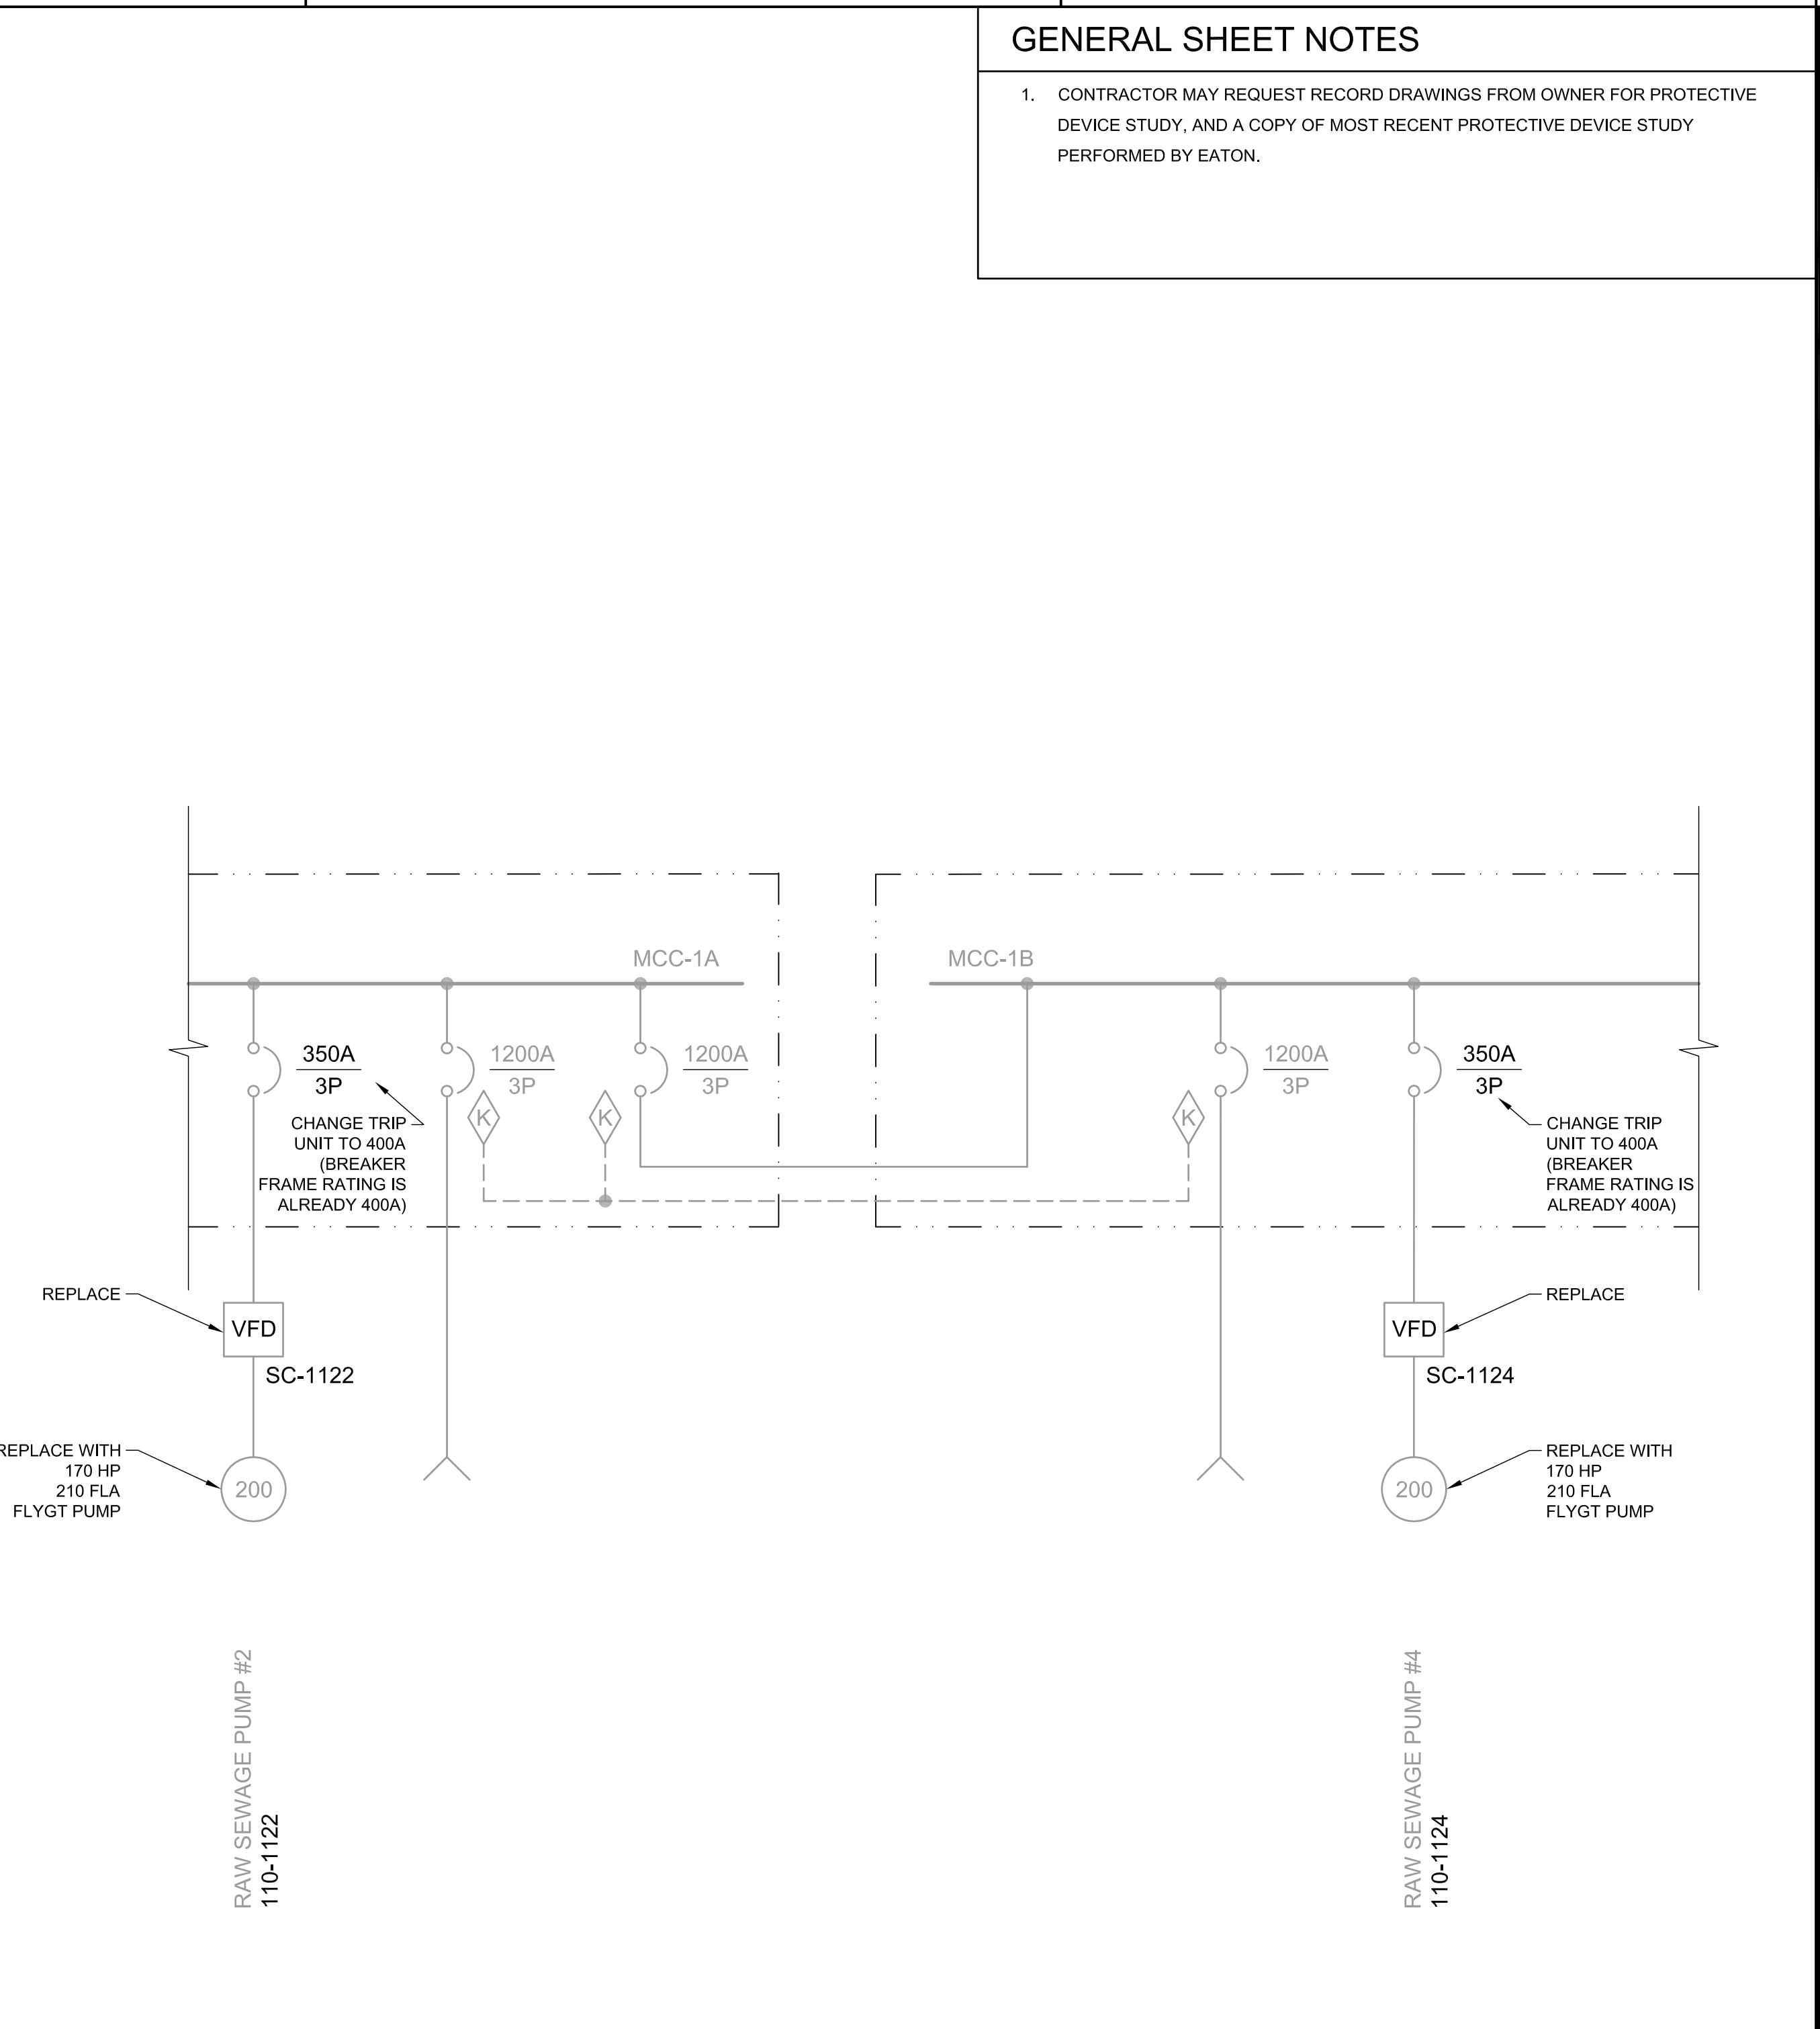 GENERAL SHEET NOTES
1. CONTRACTOR MAY REQUEST RECORD DRAWINGS FROM OWNER FOR PROTECTIVE
DEVICE STUDY, AND A COPY OF MOST RECENT PROTECTIVE DEVICE STUDY
PERFORMED BY EATON.
MCC-1A
MCC-1B
350A
3P
1200A
3P
1200A
3P
1200A
3P
350A
3P
K
K
K
CHANGE TRIP
UNIT TO 400A
(BREAKER
FRAME RATING IS
ALREADY 400A)
CHANGE TRIP
UNIT TO 400A
(BREAKER
FRAME RATING IS
ALREADY 400A)
REPLACE
VFD
SC-1122
REPLACE
VFD
SC-1124
REPLACE WITH
170 HP
210 FLA
FLYGT PUMP
200
200
REPLACE WITH
170 HP
210 FLA
FLYGT PUMP
RAW SEWAGE PUMP #2
110-1122
RAW SEWAGE PUMP #4
110-1124